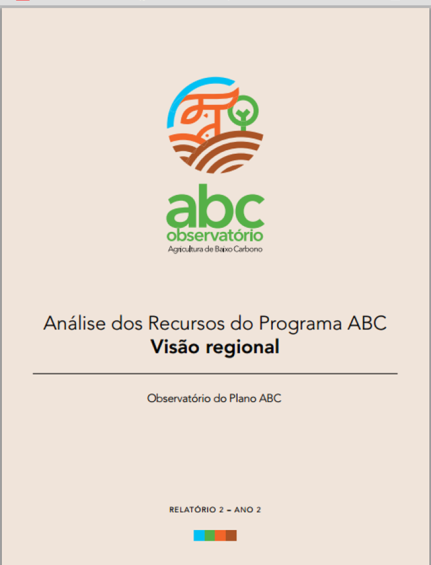 abc
observatório
Agricultura de Baixo Carbono
Análise dos Recursos do Programa ABC
Visão regional
Observatório do Plano ABC
RELATÓRIO 2 – ANO 2